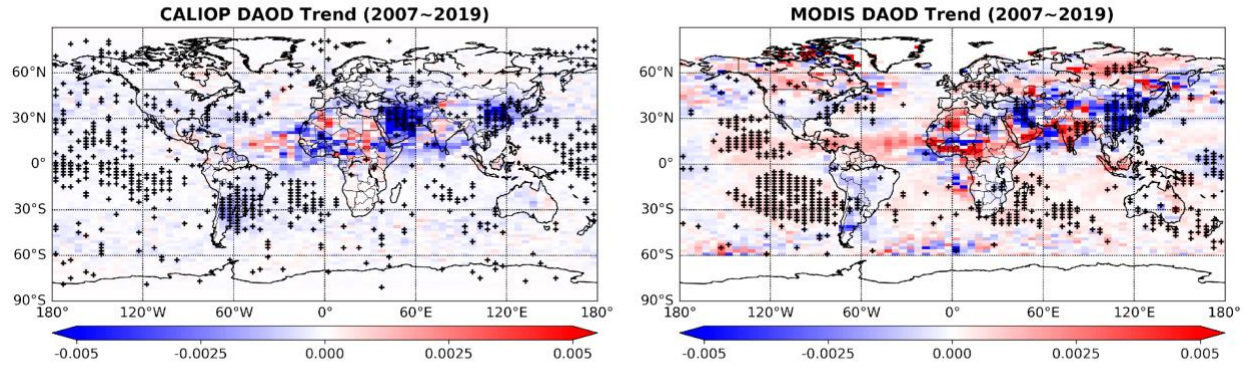 CALIOP DAOD Trend (2007~2019)
60°N
30°N
0°
30°S
60°S
90°S
180° 120°W 60°W 0° 60°E 120°E 180°
-0.005 -0.0025 0.000 0.0025 0.005
MODIS DAOD Trend (2007~2019)
60°N
30°N
0°
30°S
60°S
90°S
180° 120°W 60°W 0° 60°E 120°E 180°
-0.005 -0.0025 0.000 0.0025 0.005